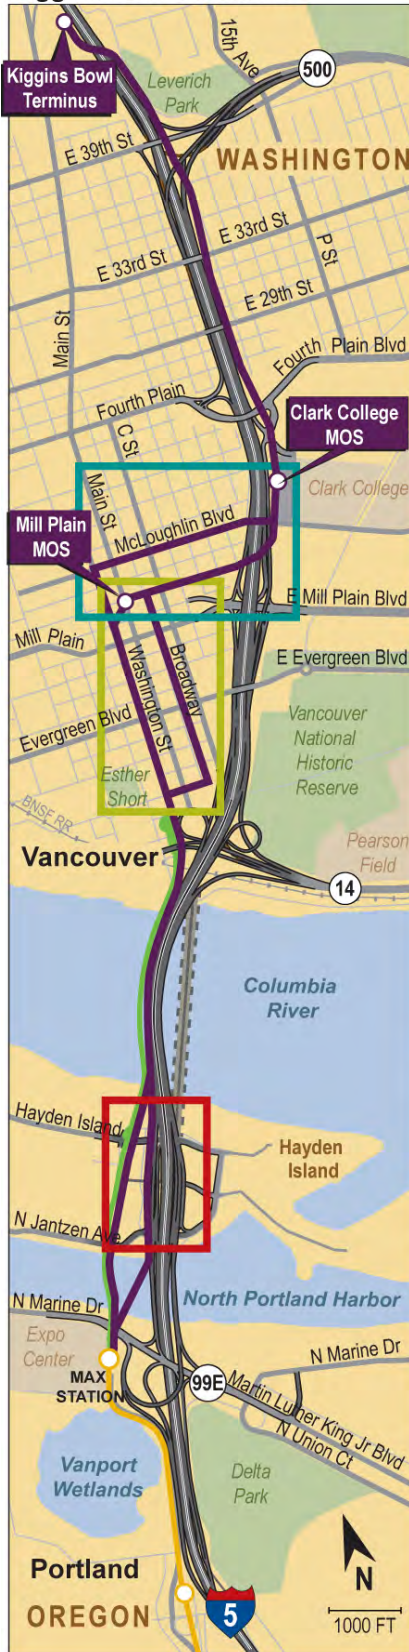 15th Ave
500
Kiggins Bowl
Terminus
Leverich
Park
E 39th St
WASHINGTON
E 33rd St
E 33rd St
P St
E 29th St
Main St
Fourth Plain Blvd
Fourth Plain
C St
Clark College
MOS
Main St
Clark College
Mill Plain
MOS
McLoughlin Blvd
E Mill Plain Blvd
Mill Plain
Broadway
E Evergreen Blvd
Washington St
Evergreen Blvd
Vancouver
National
Historic
Reserve
Esther
Short
BNSF RR
Pearson
Field
Vancouver
14
Columbia
River
Hayden Island
Hayden
Island
N Jantzen Ave
North Portland Harbor
N Marine Dr
Expo
Center
N Marine Dr
MAX
STATION
99E
Martin Luther King Jr Blvd
N Union Ct
Vanport
Wetlands
Delta
Park
Portland
N
OREGON
5
1000 FT